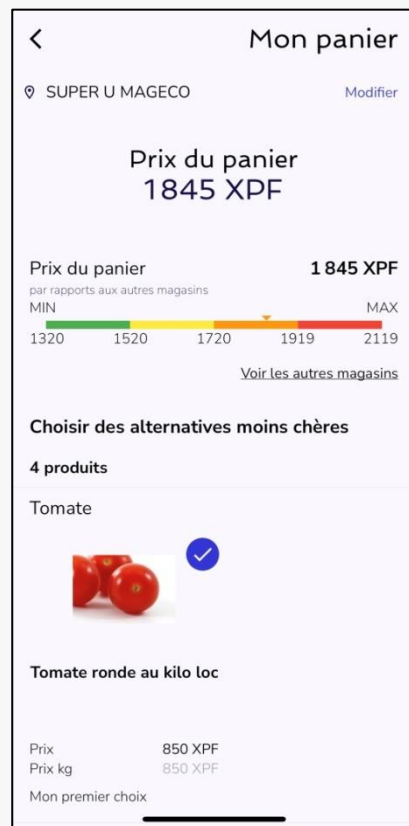 Mon panier
SUPER U MAGECO Modifier
Prix du panier
1845 XPF
Prix du panier 1 845 XPF
par rapports aux autres magasins
MIN MAX
1320 1520 1720 1919 2119
Voir les autres magasins
Choisir des alternatives moins chères
4 produits
Tomate
Tomate ronde au kilo loc
Prix 850 XPF
Prix kg 850 XPF
Mon premier choix